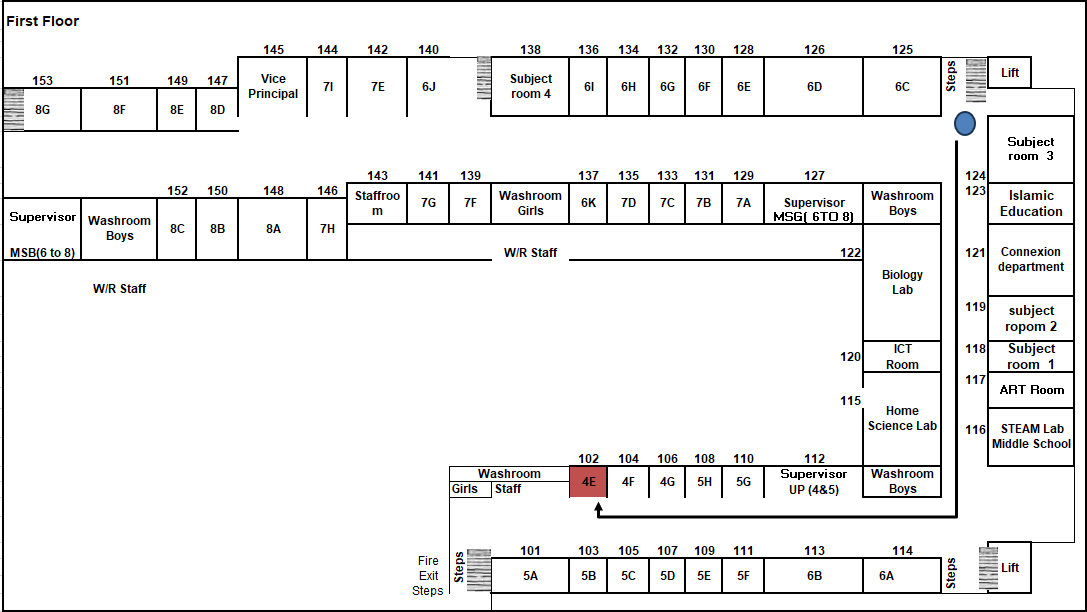 First Floor
145 144 142 140 138 136 134 132 130 128 126 125
153 151 149 147
Vice
Principal
7I 7E 6J
Subject
room 4
6I 6H 6G 6F 6E 6D 6C
Steps
Lift
8G 8F 8E 8D
Subject
room 3
124
123
Islamic
Education
143 141 139 137 135 133 131 129 127
152 150 148 146
Staffroo
m
7G 7F
Washroom
Girls
6K 7D 7C 7B 7A
Supervisor
MSG( 6TO 8)
Washroom
Boys
Supervisor
MSB(6 to 8)
Washroom
Boys
8C 8B 8A 7H
W/R Staff
122
121
Connexion
department
W/R Staff
Biology
Lab
119
subject
ropom 2
120
ICT
Room
118
Subject
room 1
117
ART Room
115
Home
Science Lab
116
STEAM Lab
Middle School
102 104 106 108 110 112
Washroom
Girls Staff
4E 4F 4G 5H 5G
Supervisor
UP (4&5)
Washroom
Boys
101 103 105 107 109 111 113 114
Fire
Exit
Steps
Steps
5A 5B 5C 5D 5E 5F 6B 6A
Steps
Lift